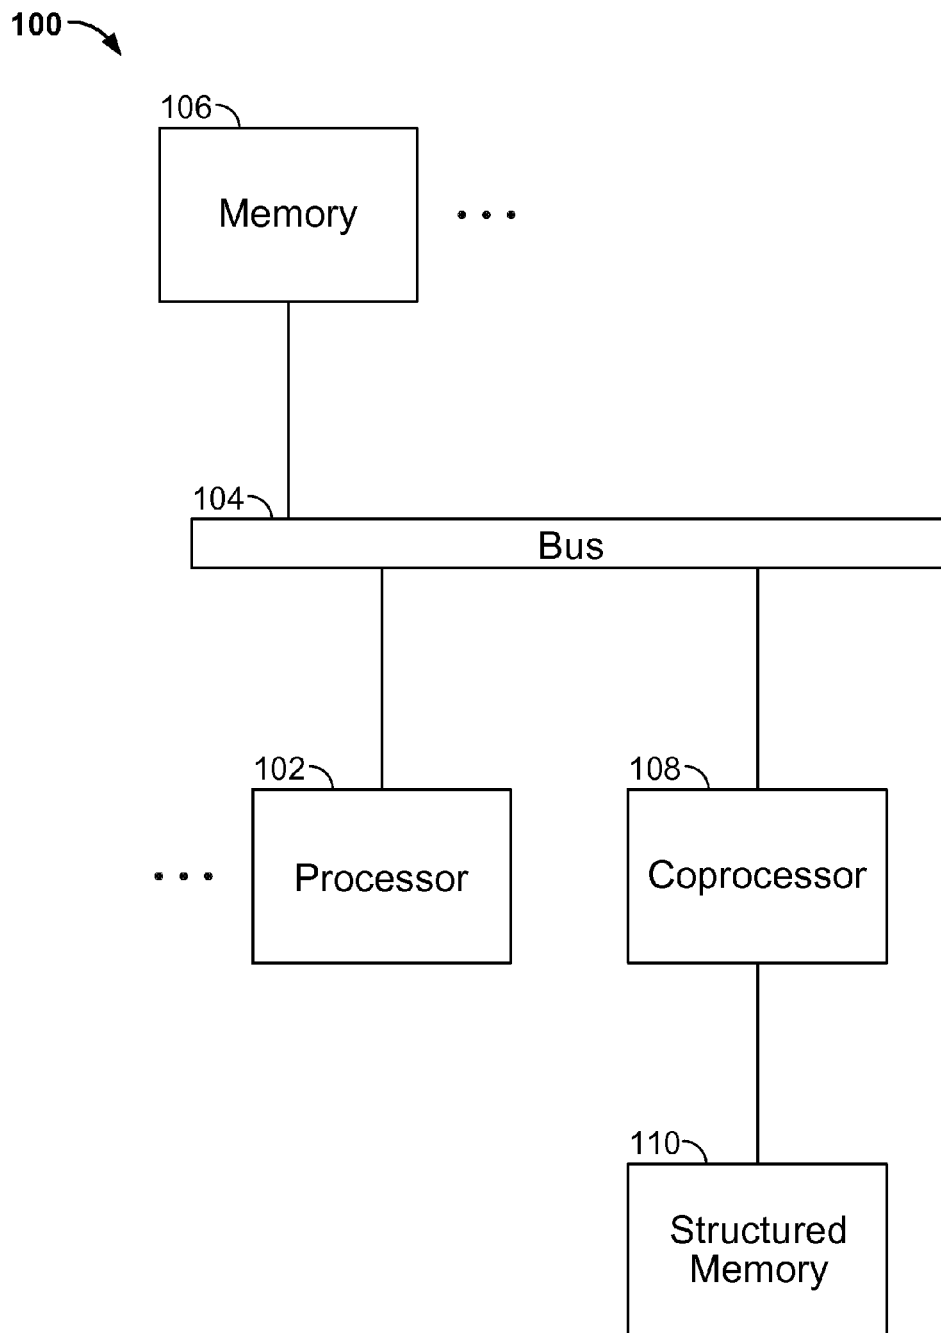 100
106
Memory
• • •
104
Bus
102
108
• • •
Processor
Coprocessor
110
Structured
Memory